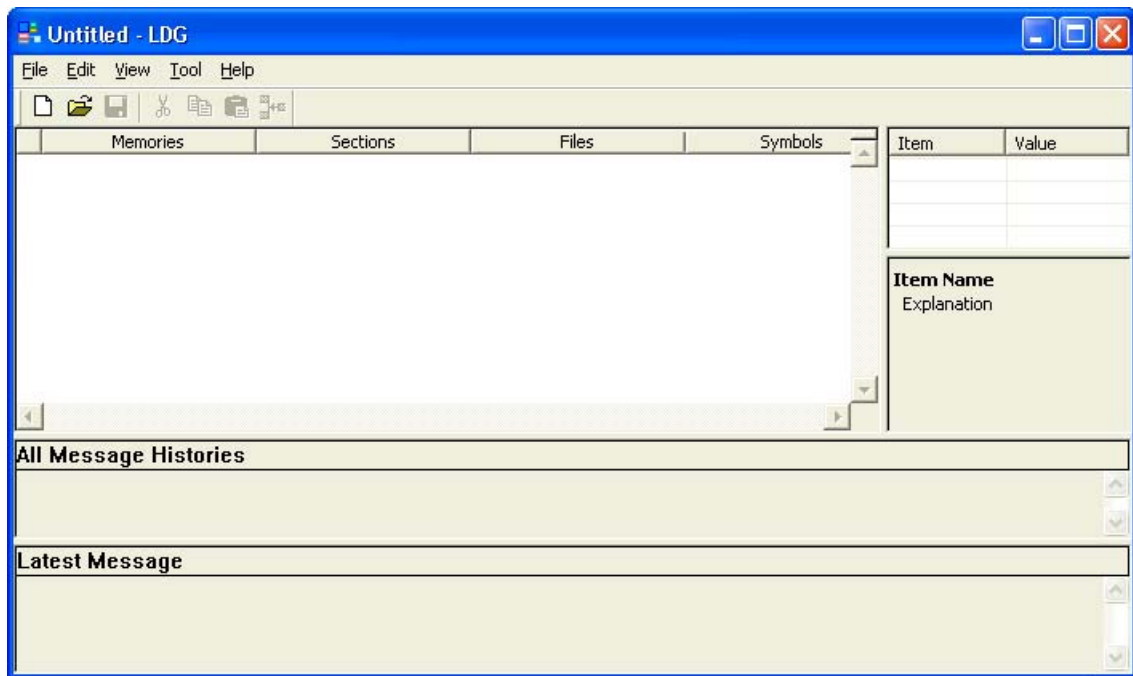 Untitled - LDG
File Edit View Tool Help
Memories Sections Files Symbols Item Value
Item Name
Explanation
All Message Histories
Latest Message